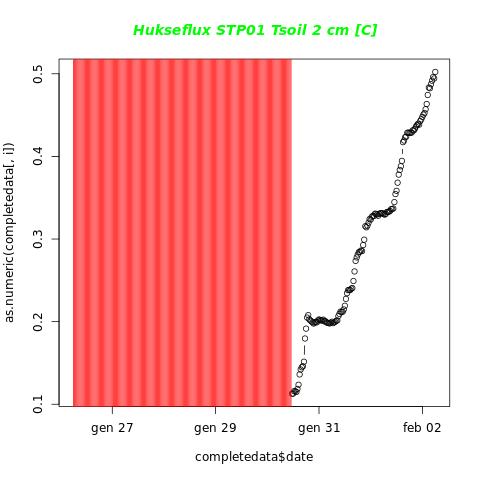 Hukseflux STP01 Tsoil 2 cm [C]
as.numeric(completedata[, i])
0.5
0.4
0.3
0.2
0.1
gen 27 gen 29 gen 31 feb 02
completedata$date